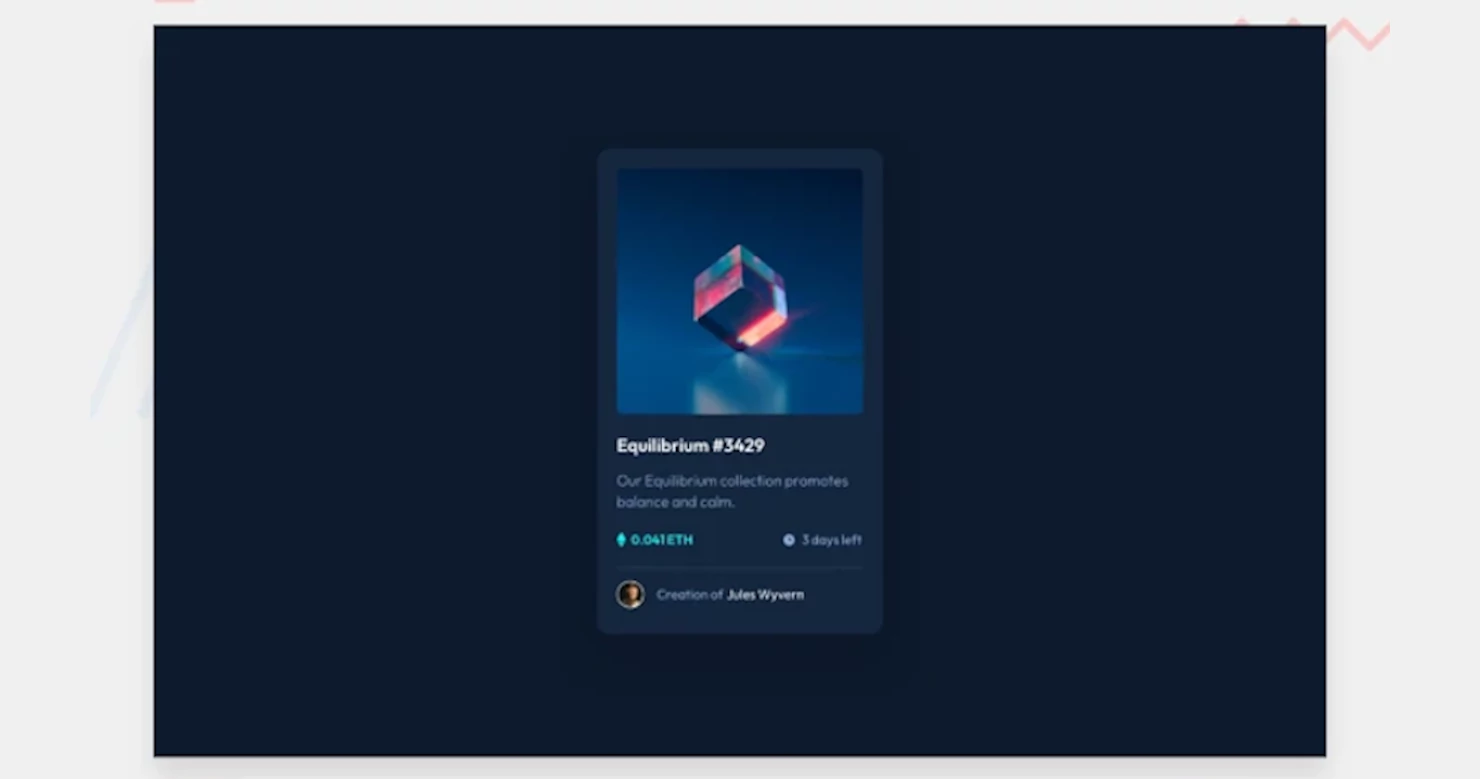 Equilibrium #3429
Our Equilibrium collection promotes
balance and calm.
0.041 ETH
3 days left
Creation of Jules Wyvern